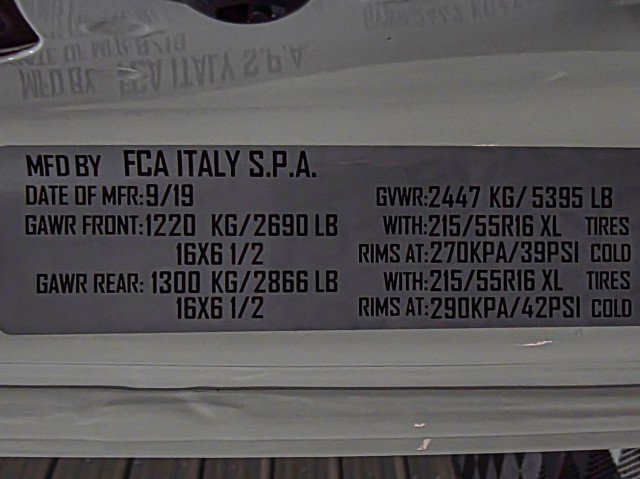 MFD BY FCA ITALY S.P.A.
DATE OF MFR: 9/19 GVWR: 2447 KG/ 5395 LB
GAWR FRONT: 1220 KG/2690 LB WITH: 215/55R16 XL TIRES
16X6 1/2 RIMS AT: 270KPA/39PSI COLD
GAWR REAR: 1300 KG/2866 LB WITH: 215/55R16 XL TIRES
16X6 1/2 RIMS AT: 290KPA/42PSI COLD